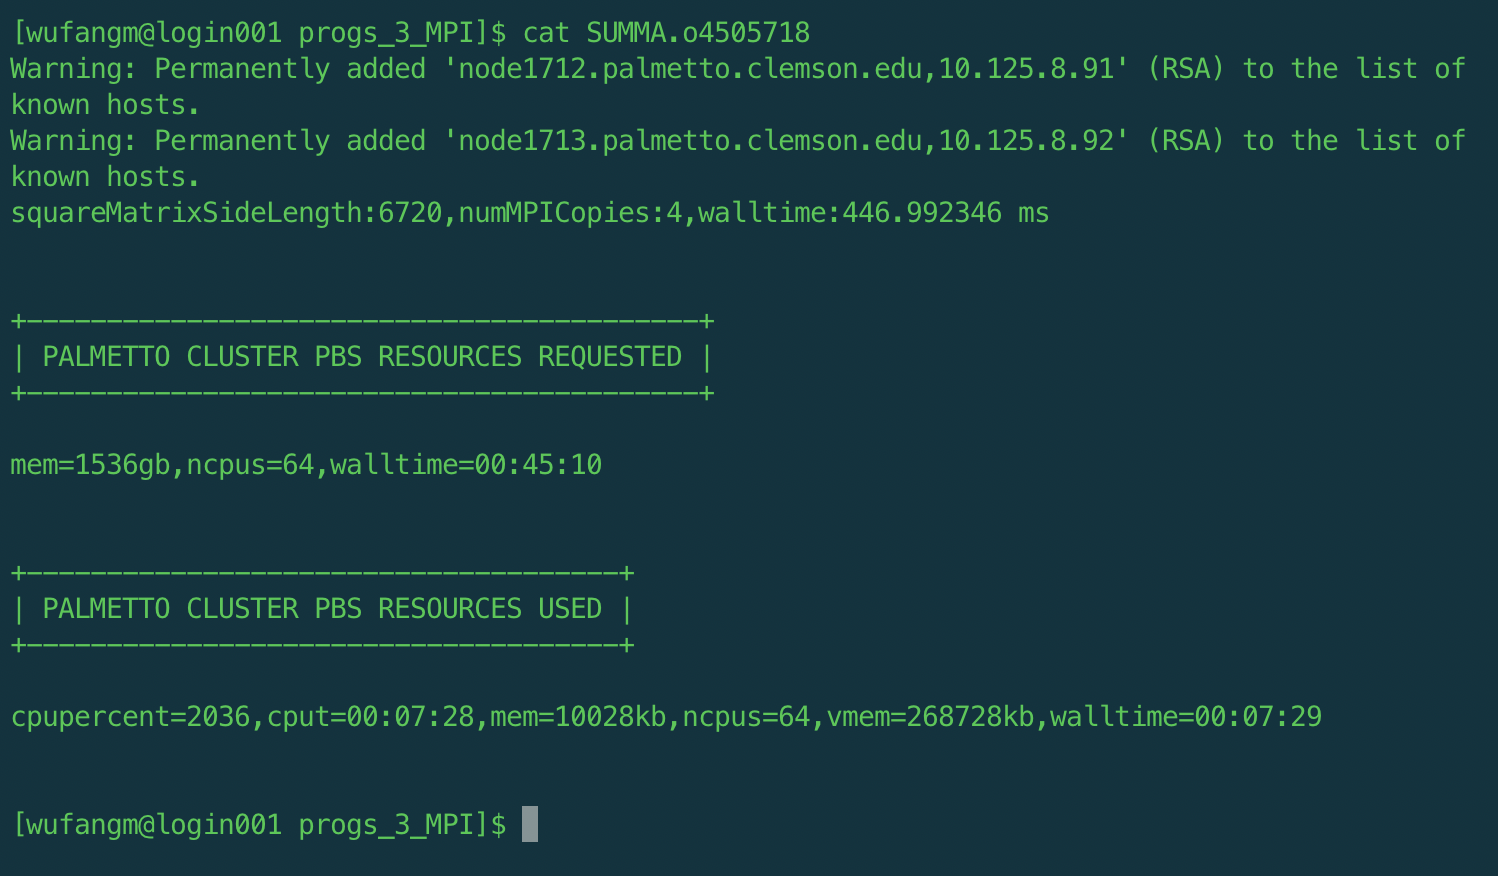 [wufangm@login001 progs_3_MPI]$ cat SUMMA.o4505718
Warning: Permanently added 'node1712.palmetto.clemson.edu,10.125.8.91' (RSA) to the list of
known hosts.
Warning: Permanently added 'node1713.palmetto.clemson.edu,10.125.8.92' (RSA) to the list of
known hosts.
squareMatrixSideLength:6720,numMPICopies:4,walltime:446.992346 ms
+------------------------------------------+
| PALMETTO CLUSTER PBS RESOURCES REQUESTED |
+------------------------------------------+
mem=1536gb,ncpus=64,walltime=00:45:10
+-------------------------------------+
| PALMETTO CLUSTER PBS RESOURCES USED |
+-------------------------------------+
cpupercent=2036,cput=00:07:28,mem=10028kb,ncpus=64,vmem=268728kb,walltime=00:07:29
[wufangm@login001 progs_3_MPI]$